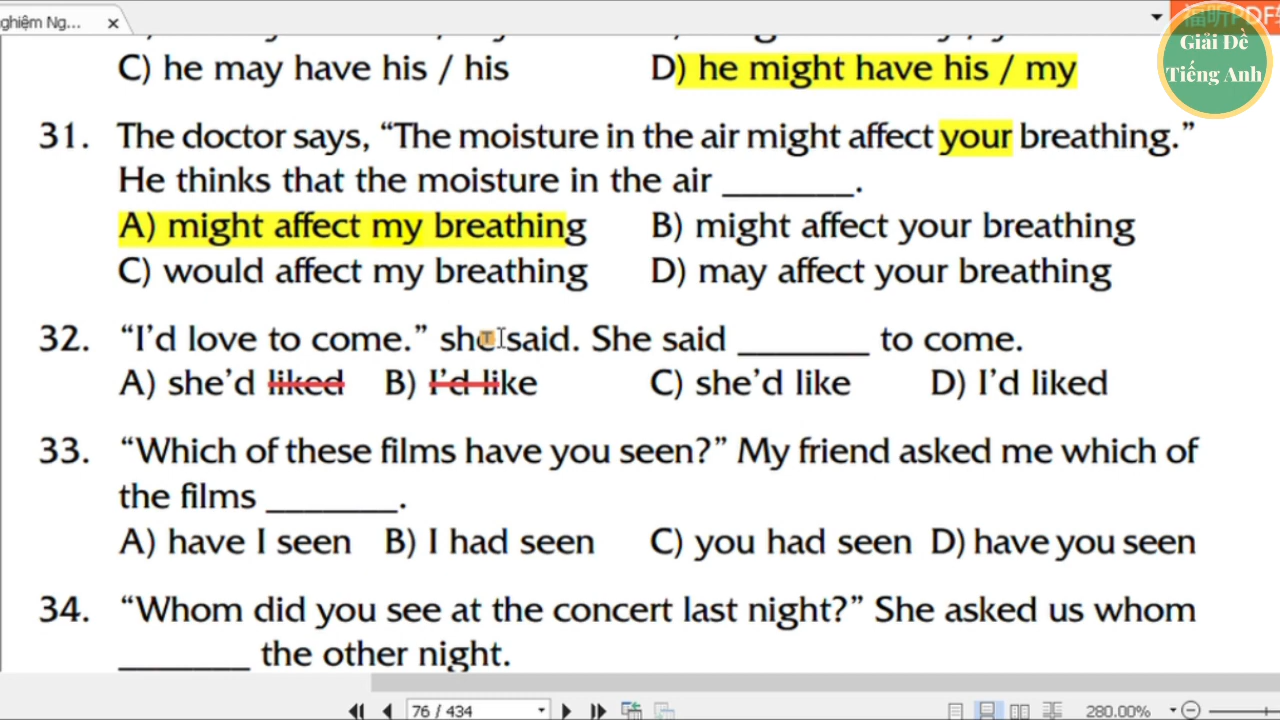 ghiệm Ng...
Giải Đề
Tiếng Anh
C) he may have his / his D) he might have his / my
31. The doctor says, “The moisture in the air might affect your breathing.”
He thinks that the moisture in the air _______.
A) might affect my breathing B) might affect your breathing
C) would affect my breathing D) may affect your breathing
32. “I’d love to come.” she said. She said _______ to come.
A) she’d liked B) I’d like C) she’d like D) I’d liked
33. “Which of these films have you seen?” My friend asked me which of
the films _______.
A) have I seen B) I had seen C) you had seen D) have you seen
34. “Whom did you see at the concert last night?” She asked us whom
_______ the other night.
76 / 434
280.00%